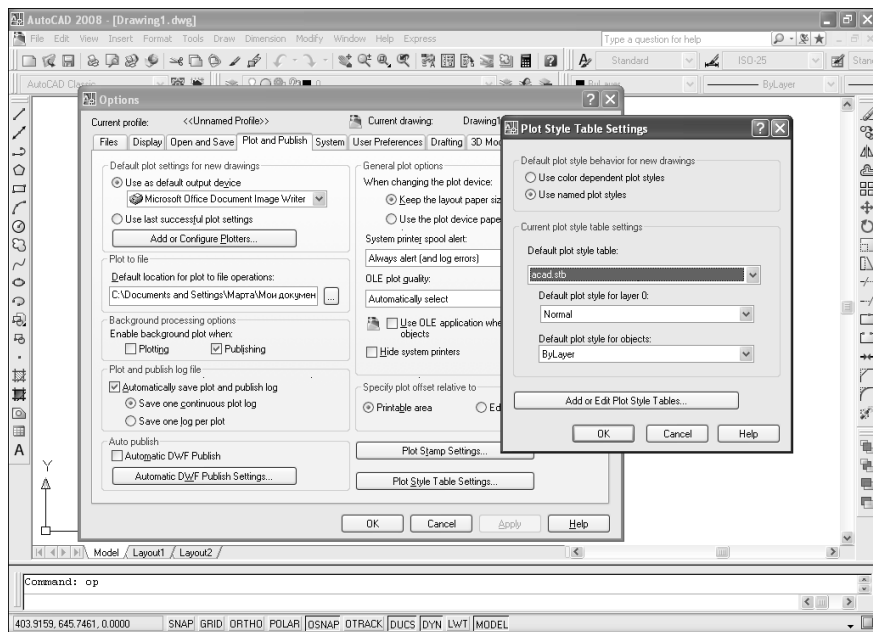 AutoCAD 2008 - [Drawing1.dwg]
File Edit View Insert Format Tools Draw Dimension Modify Window Help Express
Type a question for help
Standard
ISO-25
AutoCAD
ByLayer
Options
Current profile: <<Unnamed Profile>> Current drawing: Drawing1
Files Display Open and Save Plot and Publish System User Preferences Drafting 3D
Default plot settings for new drawings
Use as default output device
Microsoft Office Document Image Writer
Use last successful plot settings
Add or Configure Plotters...
Plot to file
Default location for plot to file operations:
C:\Documents and Settings\Марта\Мои докумен
...
Background processing options
Enable background plot when:
Plotting Publishing
Plot and publish log file
Automatically save plot and publish log
Save one continuous plot log
Save one log per plot
Auto publish
Automatic DWF Publish
Automatic DWF Publish Settings...
General plot options
When changing the plot device:
Keep the layout paper siz
Use the plot device pape
System printer spool alert:
Always alert (and log errors)
OLE plot quality:
Automatically select
Use OLE application whe
objects
Hide system printers
Specify plot offset relative to
Printable area Ed
Plot Stamp Settings...
Plot Style Table Settings...
OK Cancel Apply Help
Plot Style Table Settings
Default plot style behavior for new drawings
Use color dependent plot styles
Use named plot styles
Current plot style table settings
Default plot style table:
acad.stb
Default plot style for layer 0:
Normal
Default plot style for objects:
ByLayer
Add or Edit Plot Style Tables...
OK Cancel Help
Y
Model Layout1 Layout2
Command: op
403.9159, 645.7461, 0.0000 SNAP GRID ORTHO POLAR OSNAP OTRACK DUCS DYN LWT MODEL